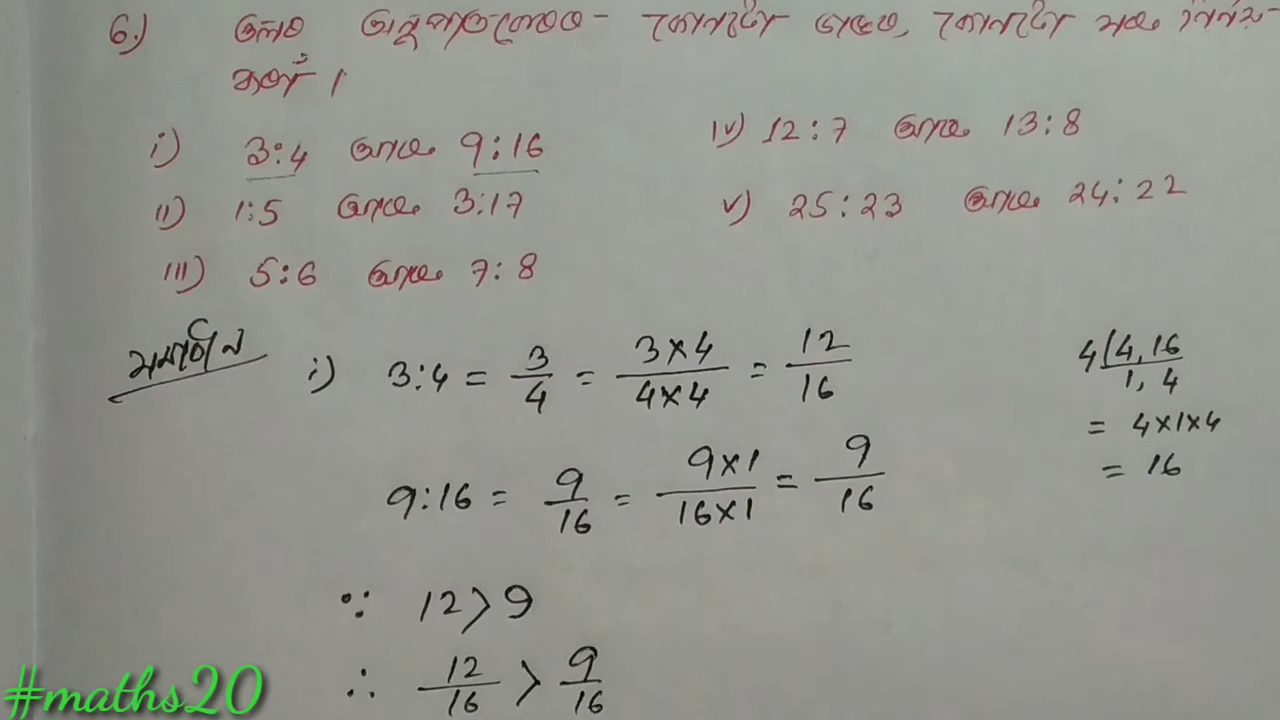 6.) তলৰ অনুপাতবোৰৰ- কোনটো ডাঙৰ, কোনটো সৰু নিৰ্ণয়-
কৰাঁ ।
i) 3:4 আৰু 9:16
ii) 1:5 আৰু 3:17
iii) 5:6 আৰু 7:8
iv) 12:7 আৰু 13:8
v) 25:23 আৰু 24:22
সমাধান i) 3:4 = 3/4 = 3×4/4×4 = 12/16
9:16 = 9/16 = 9×1/16×1 = 9/16
∵ 12 > 9
∴ 12/16 > 9/16
4 | 4, 16
1, 4
= 4×1×4
= 16
#maths20